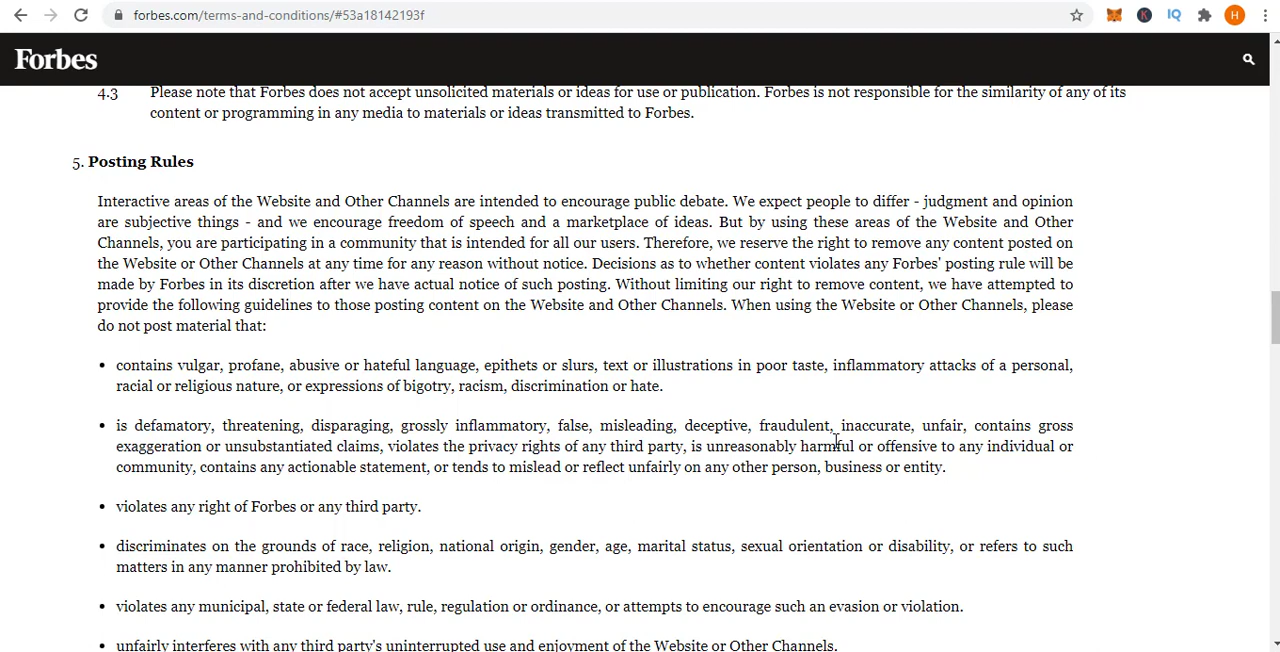 forbes.com/terms-and-conditions/#53a18142193f
K
IQ
H
Forbes
4.3 Please note that Forbes does not accept unsolicited materials or ideas for use or publication. Forbes is not responsible for the similarity of any of its
content or programming in any media to materials or ideas transmitted to Forbes.
5. Posting Rules
Interactive areas of the Website and Other Channels are intended to encourage public debate. We expect people to differ - judgment and opinion
are subjective things - and we encourage freedom of speech and a marketplace of ideas. But by using these areas of the Website and Other
Channels, you are participating in a community that is intended for all our users. Therefore, we reserve the right to remove any content posted on
the Website or Other Channels at any time for any reason without notice. Decisions as to whether content violates any Forbes' posting rule will be
made by Forbes in its discretion after we have actual notice of such posting. Without limiting our right to remove content, we have attempted to
provide the following guidelines to those posting content on the Website and Other Channels. When using the Website or Other Channels, please
do not post material that:
• contains vulgar, profane, abusive or hateful language, epithets or slurs, text or illustrations in poor taste, inflammatory attacks of a personal,
racial or religious nature, or expressions of bigotry, racism, discrimination or hate.
• is defamatory, threatening, disparaging, grossly inflammatory, false, misleading, deceptive, fraudulent, inaccurate, unfair, contains gross
exaggeration or unsubstantiated claims, violates the privacy rights of any third party, is unreasonably harmful or offensive to any individual or
community, contains any actionable statement, or tends to mislead or reflect unfairly on any other person, business or entity.
• violates any right of Forbes or any third party.
• discriminates on the grounds of race, religion, national origin, gender, age, marital status, sexual orientation or disability, or refers to such
matters in any manner prohibited by law.
• violates any municipal, state or federal law, rule, regulation or ordinance, or attempts to encourage such an evasion or violation.
• unfairly interferes with any third party's uninterrupted use and enjoyment of the Website or Other Channels.